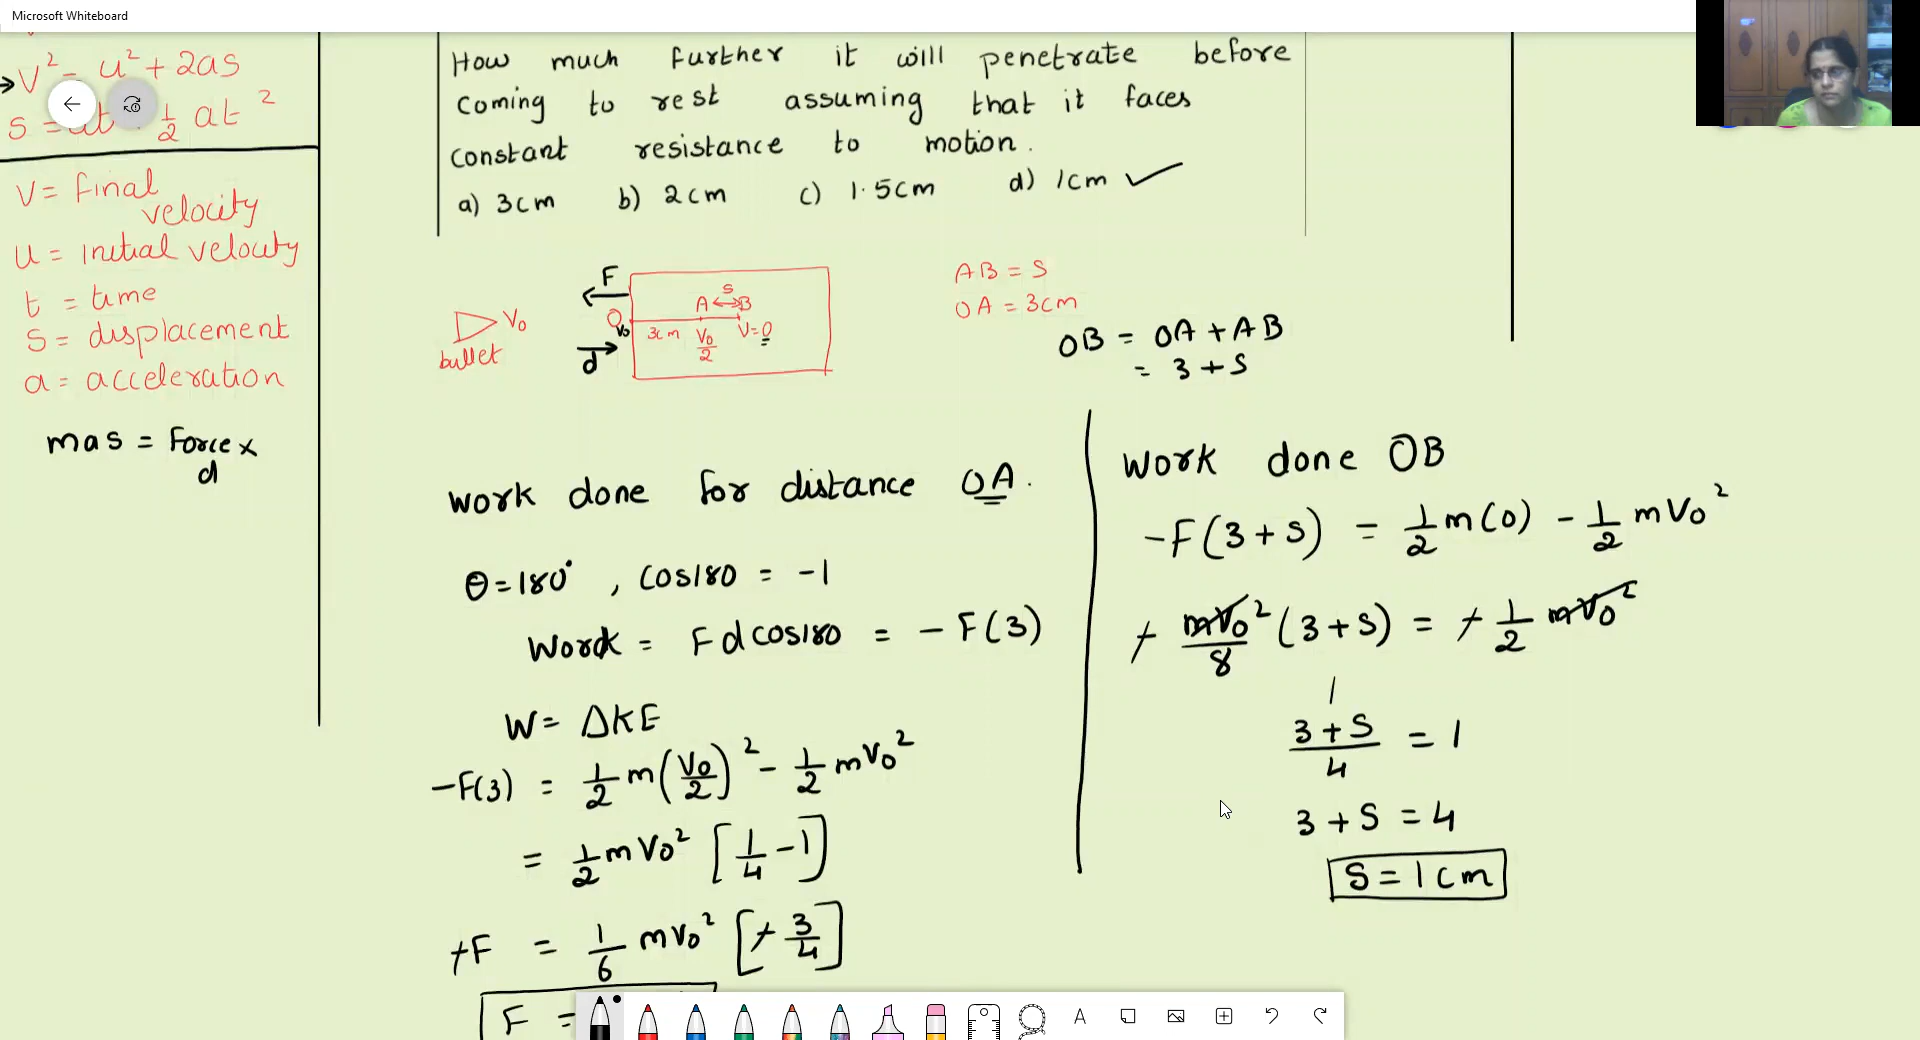 Microsoft Whiteboard
V² = u² + 2as
S = ut 1/2 at²
V = Final velocity
u = initial velocity
t = time
S = displacement
a = acceleration
mas = Force x d
How much further it will penetrate before
coming to rest assuming that it faces
constant resistance to motion.
a) 3cm b) 2cm c) 1.5cm d) 1cm ✓
F
bullet V₀
O V₀ d
A S B
3cm V₀/2 V=0
AB = S
OA = 3cm
OB = OA + AB
= 3 + S
work done for distance OA.
θ = 180°, cos180 = -1
Work = Fd cos180 = -F(3)
W = ΔKE
-F(3) = 1/2 m(V₀/2)² - 1/2 mV₀²
= 1/2 mV₀² [1/4 - 1]
+F = 1/6 mV₀² [+ 3/4]
F =
Work done OB
-F(3+S) = 1/2 m(0) - 1/2 mV₀²
+ mV₀²/8 (3+S) = + 1/2 mV₀²
1
3+S/4 = 1
3 + S = 4
S = 1cm
A